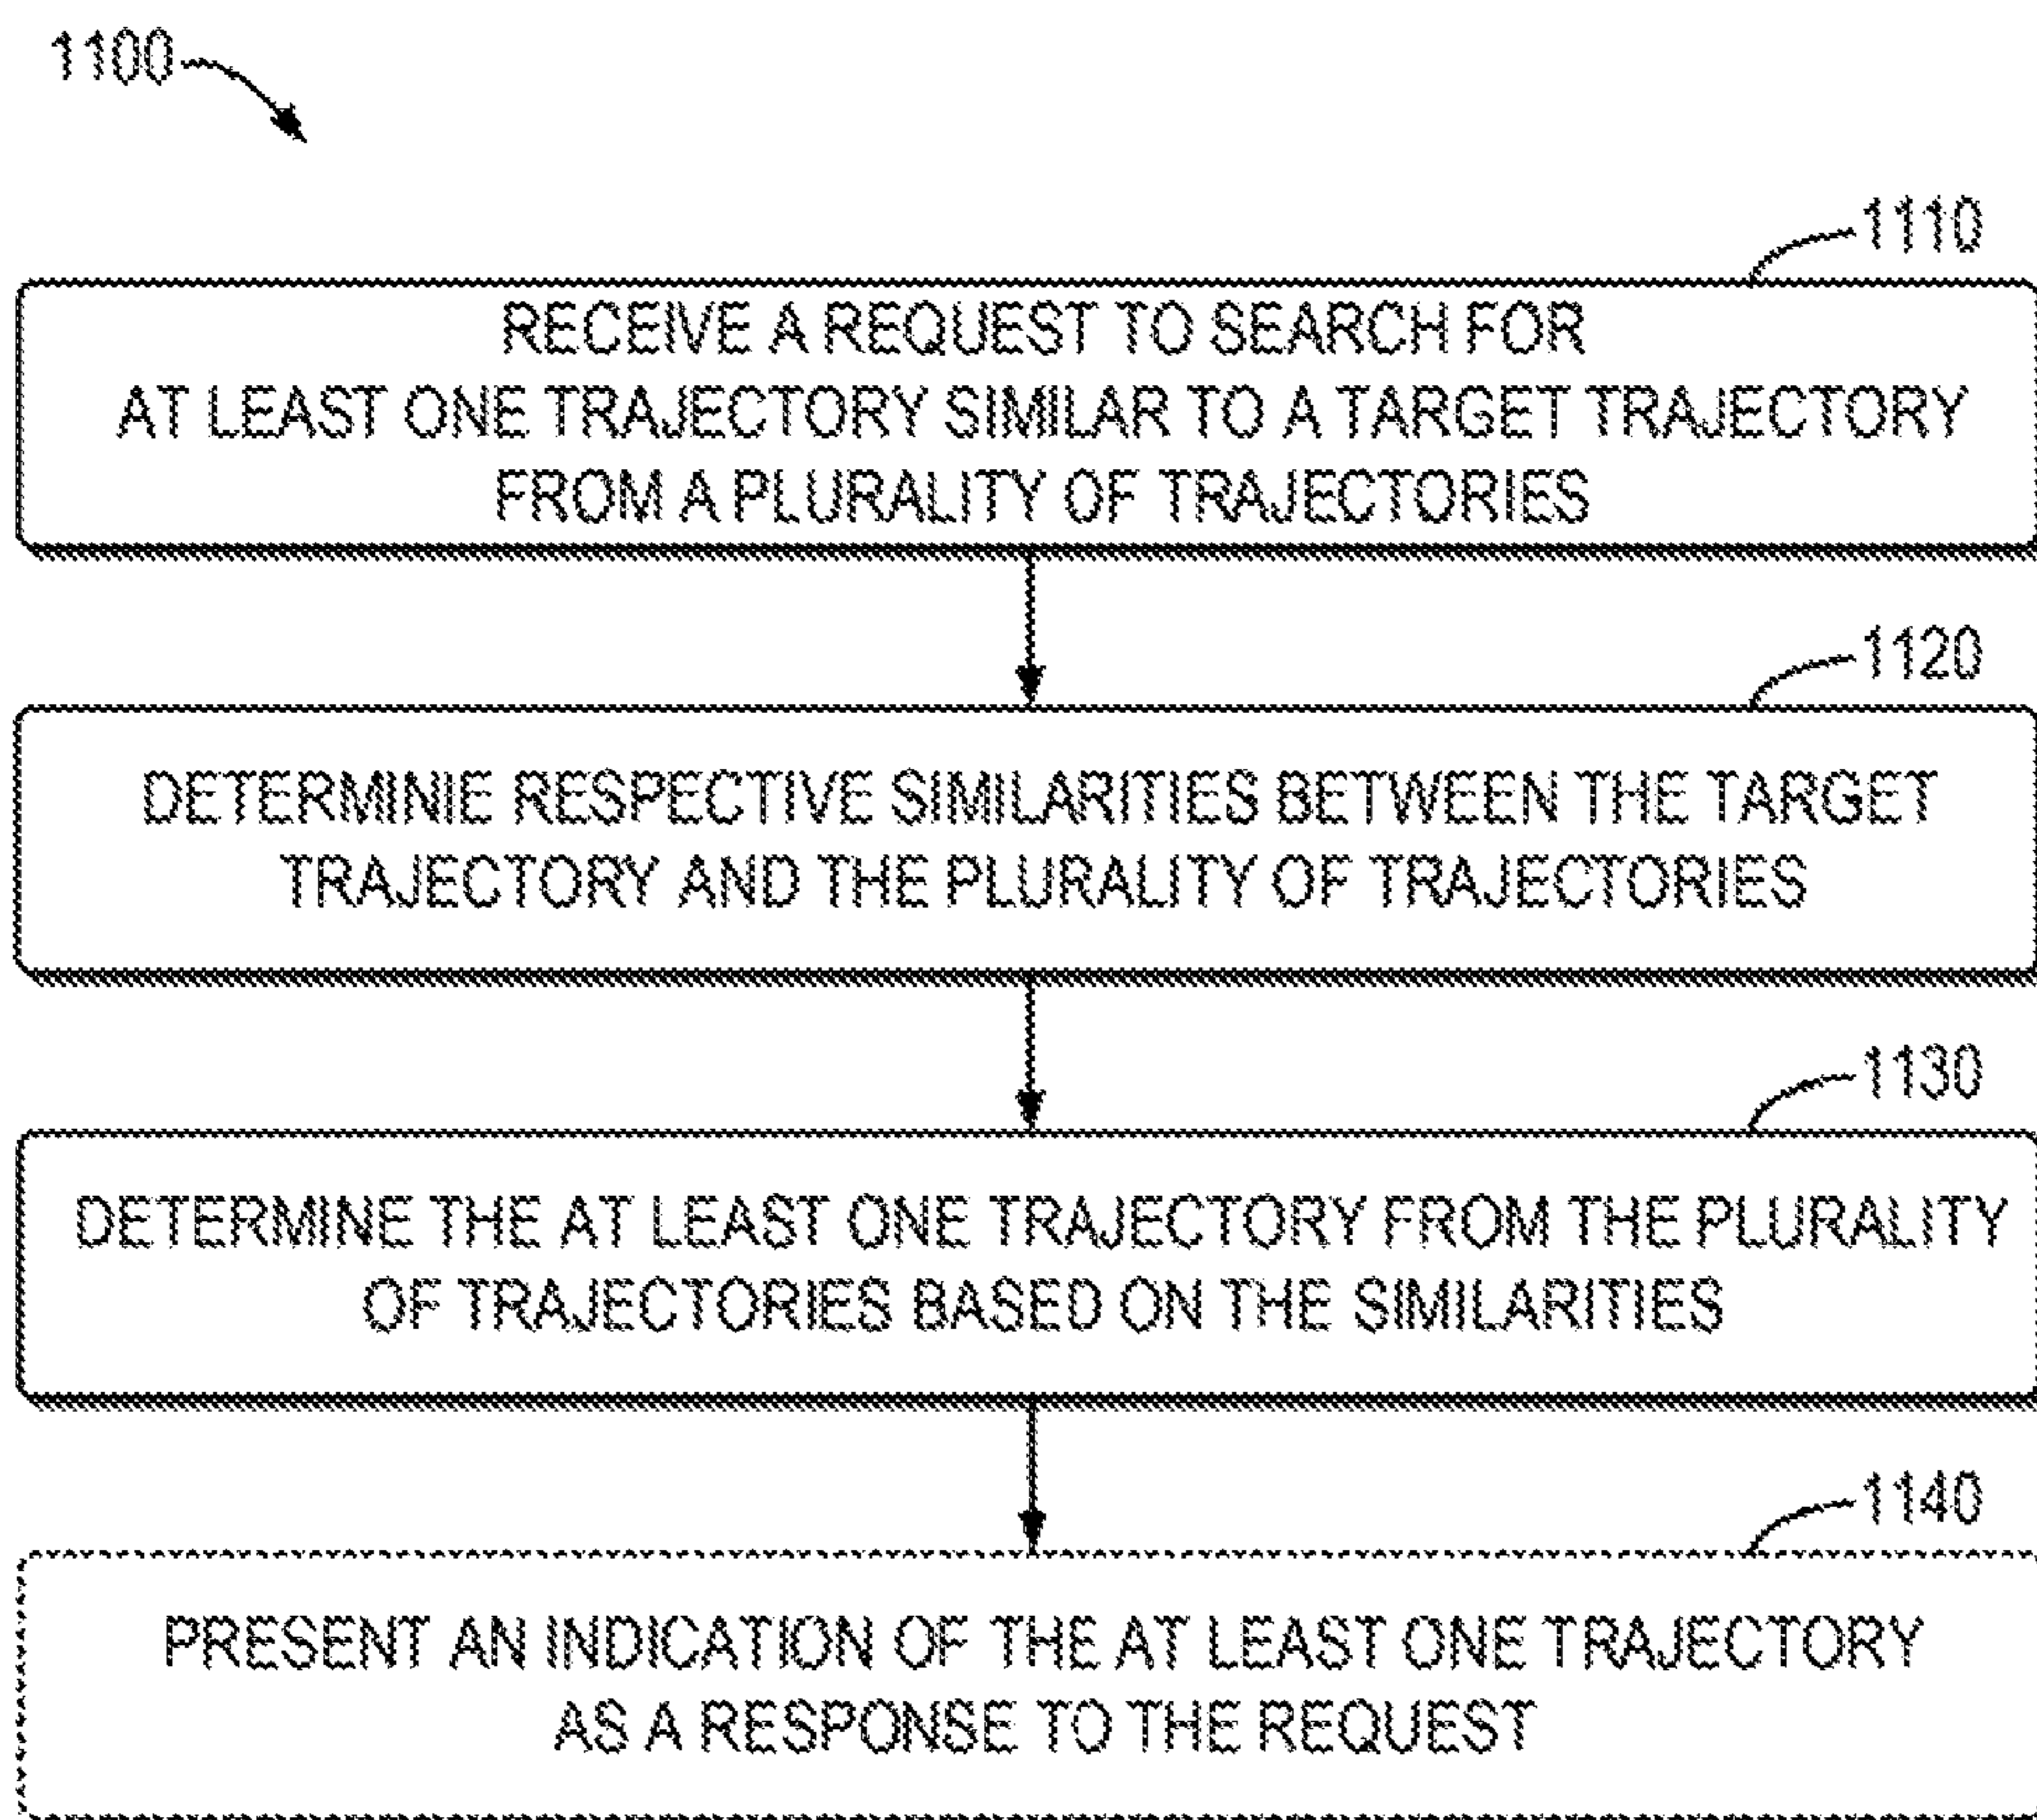 1100
1110
RECEIVE A REQUEST TO SEARCH FOR
AT LEAST ONE TRAJECTORY SIMILAR TO A TARGET TRAJECTORY
FROM A PLURALITY OF TRAJECTORIES
1120
DETERMINIE RESPECTIVE SIMILARITIES BETWEEN THE TARGET
TRAJECTORY AND THE PLURALITY OF TRAJECTORIES
1130
DETERMINE THE AT LEAST ONE TRAJECTORY FROM THE PLURALITY
OF TRAJECTORIES BASED ON THE SIMILARITIES
1140
PRESENT AN INDICATION OF THE AT LEAST ONE TRAJECTORY
AS A RESPONSE TO THE REQUEST